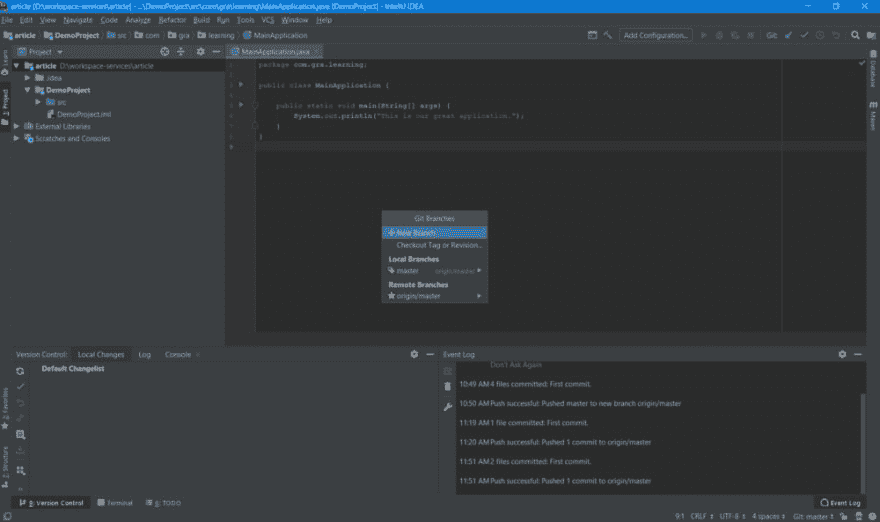 article [D:\workspace-services\article] - ...\DemoProject\src\com\gra\learning\MainApplication.java [DemoProject] - IntelliJ IDEA
File Edit View Navigate Code Analyze Refactor Build Run Tools VCS Window Help
article DemoProject src com gra learning MainApplication Add Configuration... Git:
Project MainApplication.java
article D:\workspace-services\article
.idea
DemoProject
src
DemoProject.iml
External Libraries
Scratches and Consoles
package com.gra.learning;
public class MainApplication {
public static void main(String[] args) {
System.out.println("This is our great application.");
}
}
Learn
1: Project
Database
Maven
Git Branches
New Branch
Checkout Tag or Revision...
Local Branches
master origin/master
Remote Branches
origin/master
Version Control: Local Changes Log Console
Default Changelist
Event Log
Don't Ask Again
10:49 AM 4 files committed: First commit.
10:50 AM Push successful: Pushed master to new branch origin/master
11:19 AM 1 file committed: First commit.
11:20 AM Push successful: Pushed 1 commit to origin/master
11:51 AM 2 files committed: First commit.
11:51 AM Push successful: Pushed 1 commit to origin/master
2: Favorites
Z: Structure
9: Version Control Terminal 6: TODO Event Log
9:1 CRLF UTF-8 4 spaces Git: master